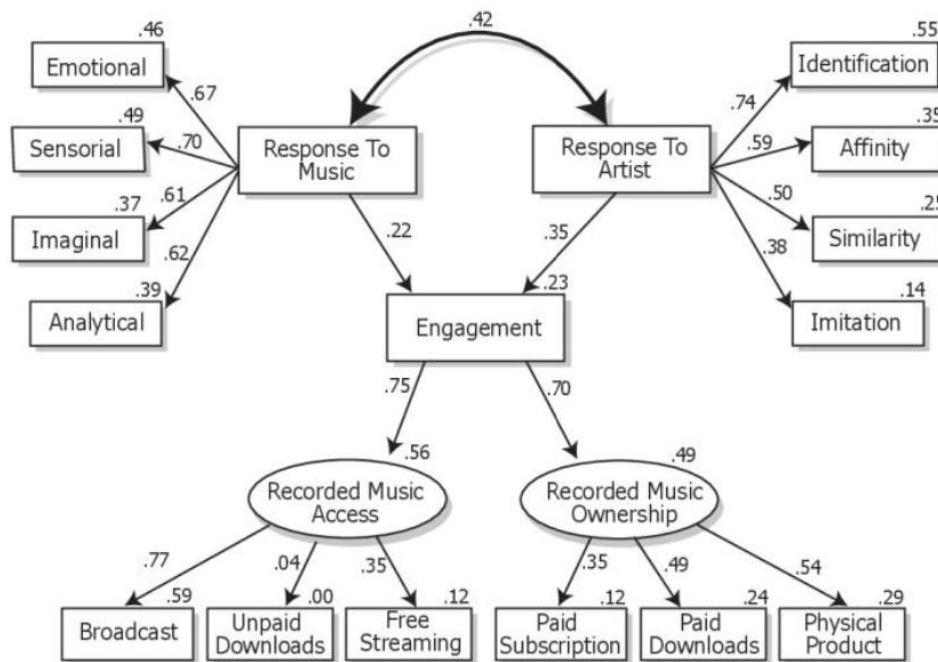 .42
.46
.55
Emotional
Identification
.67
.74
.49
.35
Sensorial
.70
Response To
Music
Response To
Artist
.59
Affinity
.37
.61
.50
.25
Imaginal
.22
.35
Similarity
.62
.38
.39
.23
.14
Analytical
Engagement
Imitation
.75
.70
.56
.49
Recorded Music
Access
Recorded Music
Ownership
.77
.04
.35
.35
.49
.54
.59
.00
.12
.12
.24
.29
Broadcast
Unpaid
Downloads
Free
Streaming
Paid
Subscription
Paid
Downloads
Physical
Product